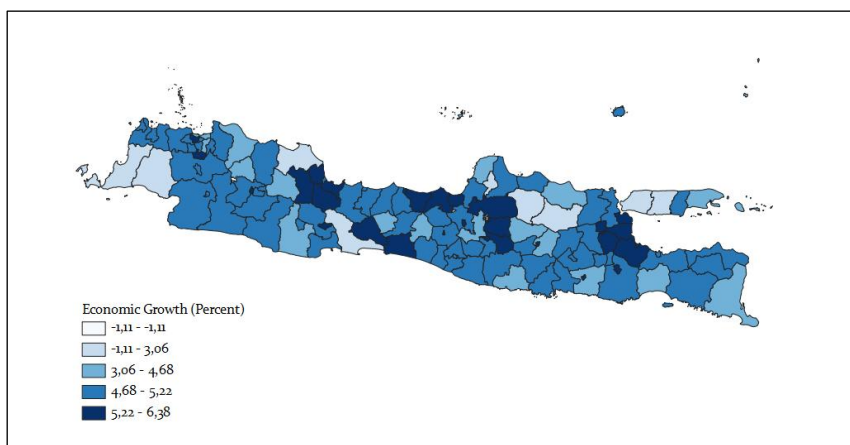 Economic Growth (Percent)
-1,11 - -1,11
-1,11 - 3,06
3,06 - 4,68
4,68 - 5,22
5,22 - 6,38